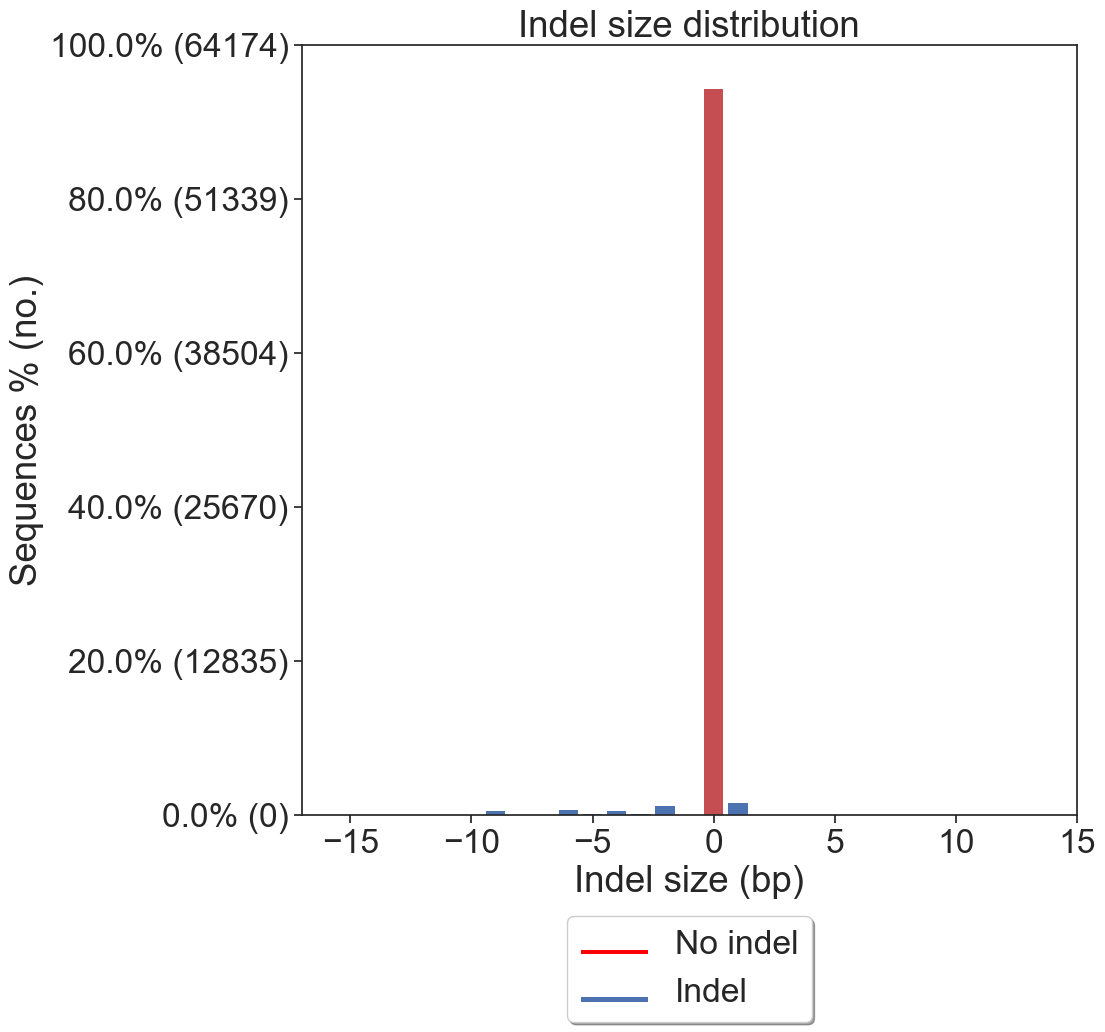 Indel size distribution
100.0% (64174)
80.0% (51339)
60.0% (38504)
40.0% (25670)
20.0% (12835)
0.0% (0)
Sequences % (no.)
−15 −10 −5 0 5 10 15
Indel size (bp)
No indel
Indel